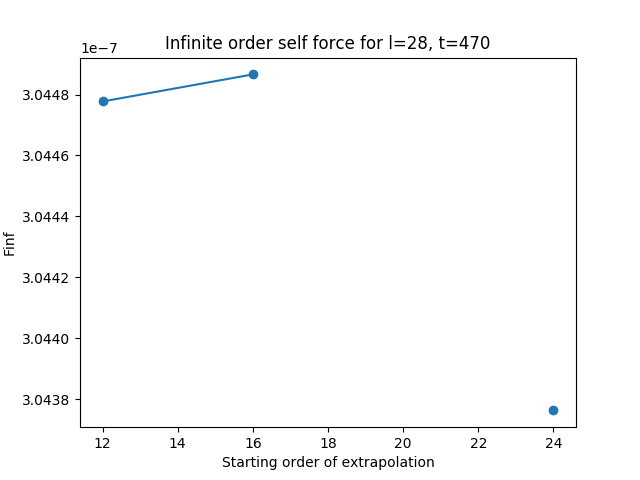 Infinite order self force for l=28, t=470
1e−7
3.0448
3.0446
3.0444
3.0442
3.0440
3.0438
Finf
12 14 16 18 20 22 24
Starting order of extrapolation